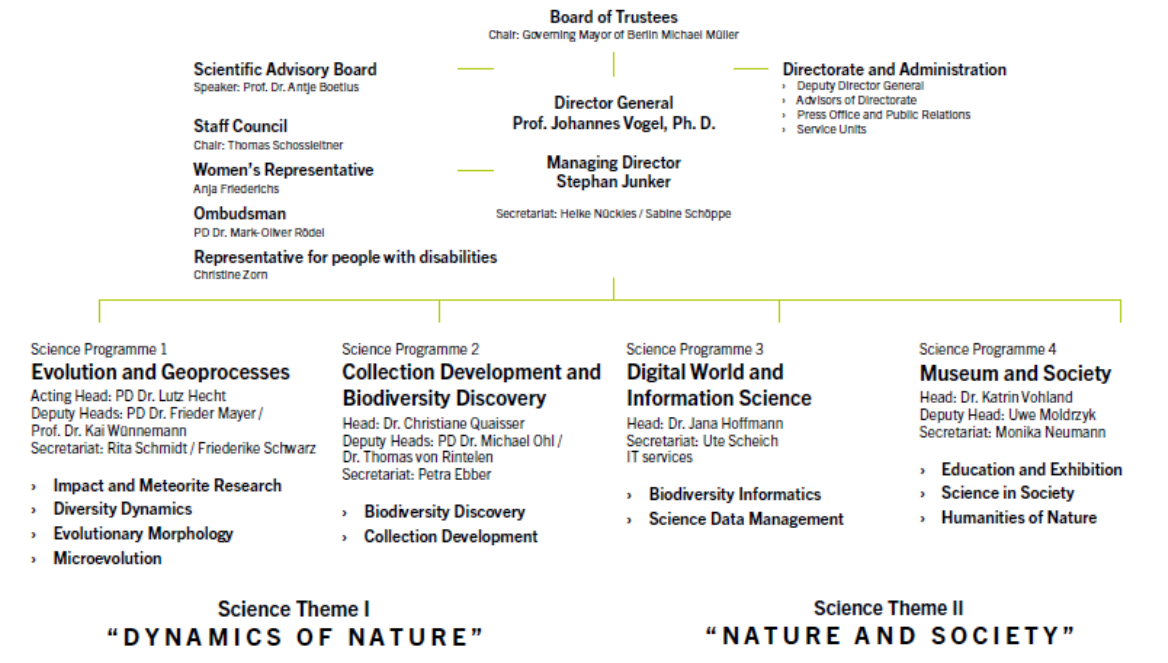 Board of Trustees
Chair: Governing Mayor of Berlin Michael Müller
Scientific Advisory Board
Speaker: Prof. Dr. Antje Boetius
Staff Council
Chair: Thomas Schossleitner
Women's Representative
Anja Friederichs
Ombudsman
PD Dr. Mark-Oliver Rödel
Representative for people with disabilities
Christine Zorn
Director General
Prof. Johannes Vogel, Ph. D.
Managing Director
Stephan Junker
Secretariat: Heike Nückles / Sabine Schöppe
Directorate and Administration
› Deputy Director General
› Advisors of Directorate
› Press Office and Public Relations
› Service Units
Science Programme 1
Evolution and Geoprocesses
Acting Head: PD Dr. Lutz Hecht
Deputy Heads: PD Dr. Frieder Mayer /
Prof. Dr. Kai Wünnemann
Secretariat: Rita Schmidt / Friederike Schwarz
› Impact and Meteorite Research
› Diversity Dynamics
› Evolutionary Morphology
› Microevolution
Science Programme 2
Collection Development and
Biodiversity Discovery
Head: Dr. Christiane Quaisser
Deputy Heads: PD Dr. Michael Ohl /
Dr. Thomas von Rintelen
Secretariat: Petra Ebber
› Biodiversity Discovery
› Collection Development
Science Programme 3
Digital World and
Information Science
Head: Dr. Jana Hoffmann
Secretariat: Ute Scheich
IT services
› Biodiversity Informatics
› Science Data Management
Science Programme 4
Museum and Society
Head: Dr. Katrin Vohland
Deputy Head: Uwe Moldrzyk
Secretariat: Monika Neumann
› Education and Exhibition
› Science in Society
› Humanities of Nature
Science Theme I
“DYNAMICS OF NATURE”
Science Theme II
“NATURE AND SOCIETY”